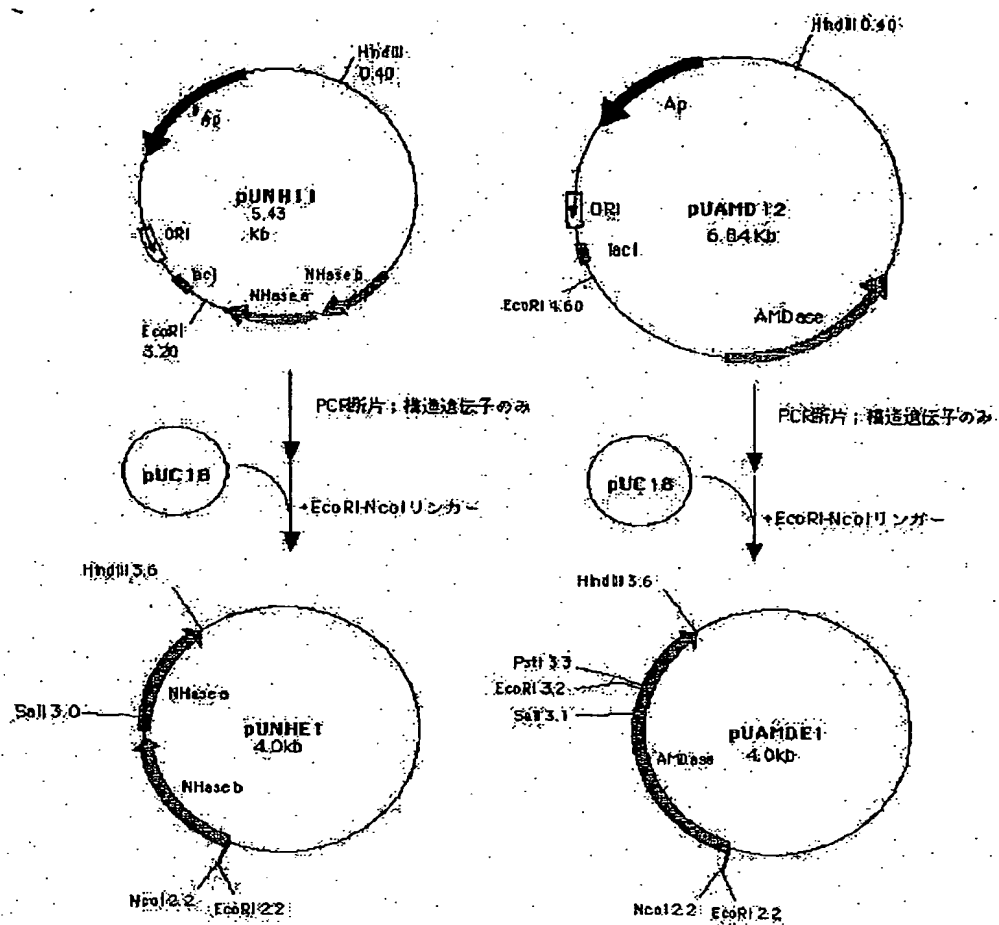 HindIII
0.40
Ap
pUNH11
5.43
Kb
ORI
lacI
NHase b
NHase a
EcoRI
3.20
HindIII 0.40
Ap
ORI
pUAMD12
6.84Kb
lacI
EcoRI 4.60
AMDase
PCR断片；構造遺伝子のみ
pUC18
+EcoRI-NcoIリンカー
PCR断片；構造遺伝子のみ
pUC18
+EcoRI-NcoIリンカー
HindIII 3.6
NHase a
SalI 3.0
pUNHE1
4.0kb
NHase b
NcoI 2.2
EcoRI 2.2
HindIII 3.6
PstI 3.3
EcoRI 3.2
SalI 3.1
pUAMDE1
4.0kb
AMDase
NcoI 2.2
EcoRI 2.2